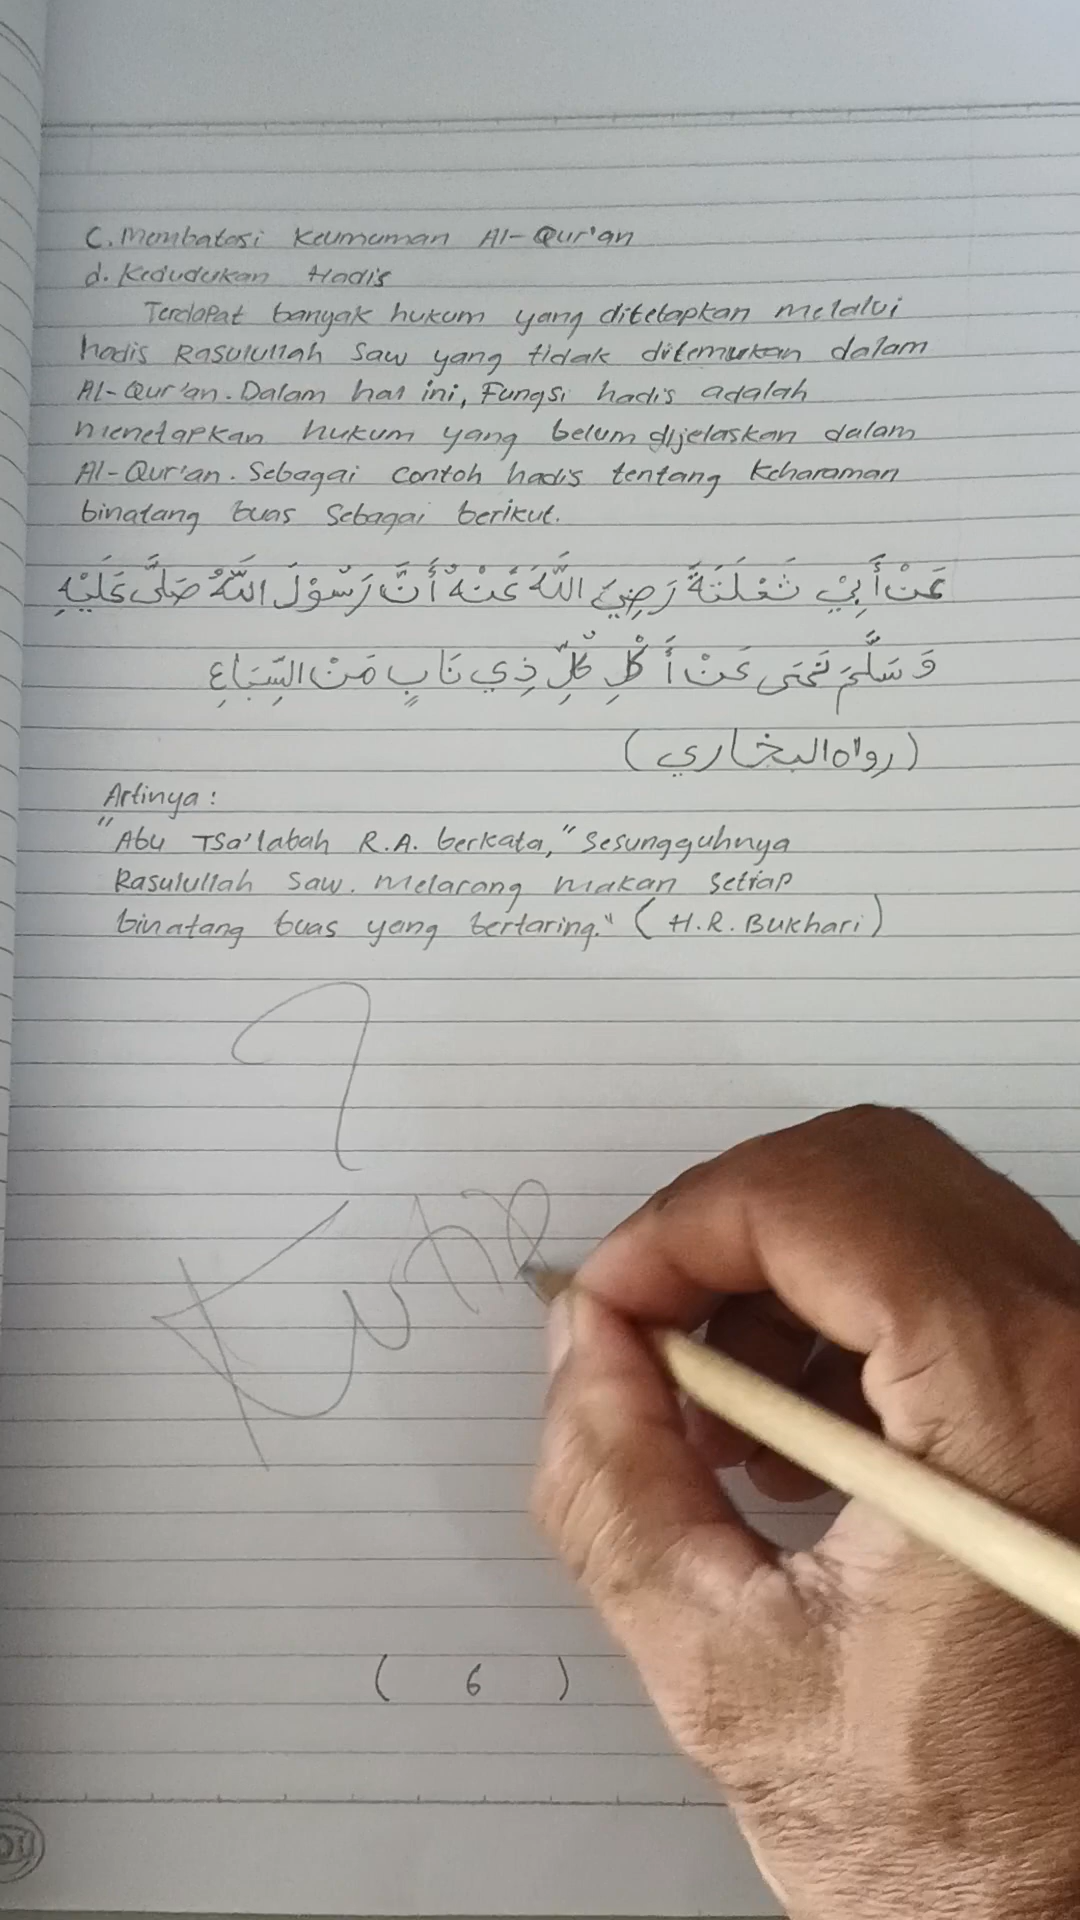 C. Membatasi Keumuman Al-Qur'an
d. Kedudukan Hadis
Terdapat banyak hukum yang ditetapkan melalui
hadis Rasulullah Saw yang tidak ditemukan dalam
Al-Qur'an. Dalam hal ini, Fungsi hadis adalah
menetapkan hukum yang belum dijelaskan dalam
Al-Qur'an. Sebagai contoh hadis tentang Keharaman
binatang buas Sebagai berikut.
عَنْ أَبِيْ ثَعْلَبَةَ رَضِيَ اللَّهَ عَنْهُ أَنَّ رَسُوْلَ اللَّهُ صَلَّى عَلَيْهِ
وَسَلَّمَ نَهَى عَنْ أَكْلِ كُلِّ ذِي نَابٍ مَنْ السِّبَاعِ
(رواه البخاري)
Artinya :
"Abu Tsa'labah R.A. berkata, "Sesungguhnya
Rasulullah Saw. Melarang makan setiap
binatang buas yang bertaring." (H.R. Bukhari)
( 6 )